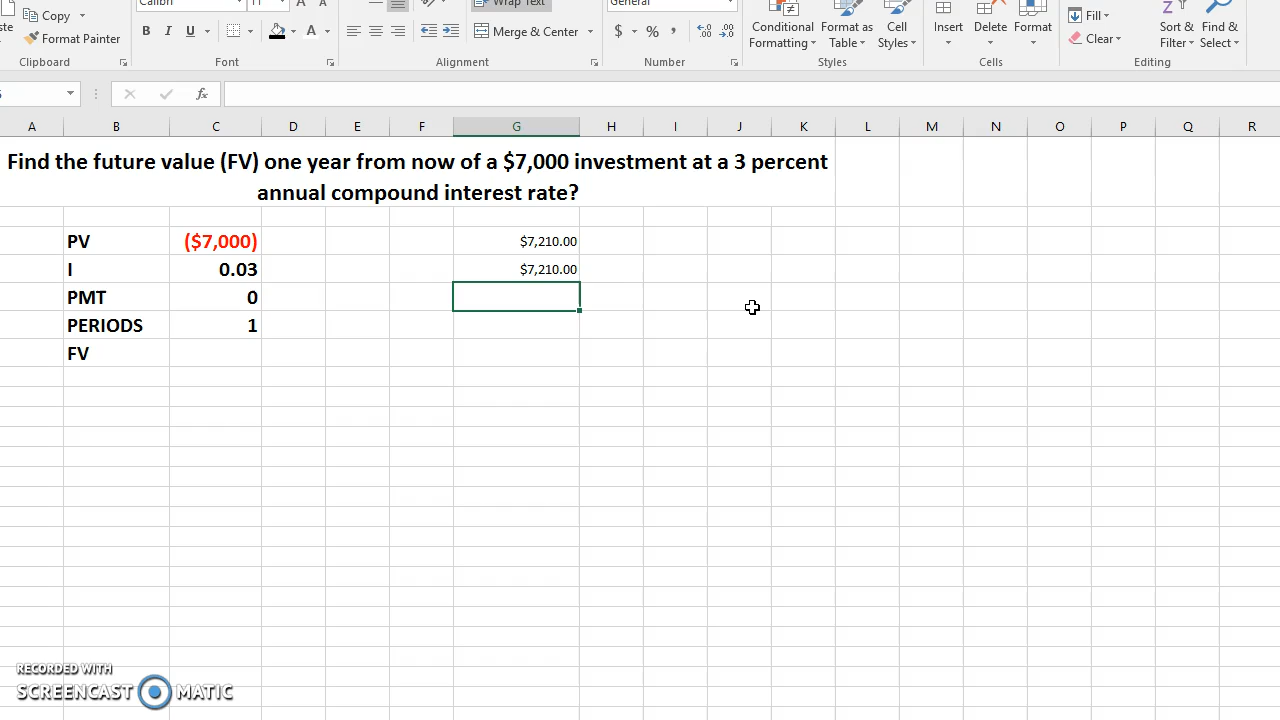 Copy
Calibri
11
A A
Wrap Text
General
Format Painter
B I U
A
Merge & Center
$ % ,
Conditional Formatting
Format as Table
Cell Styles
Insert
Delete
Format
Fill
Clear
Sort & Filter
Find & Select
Clipboard
Font
Alignment
Number
Styles
Cells
Editing
fx
A B C D E F G H I J K L M N O P Q R
Find the future value (FV) one year from now of a $7,000 investment at a 3 percent
annual compound interest rate?
PV ($7,000) $7,210.00
I 0.03 $7,210.00
PMT 0
PERIODS 1
FV
RECORDED WITH
SCREENCAST MATIC